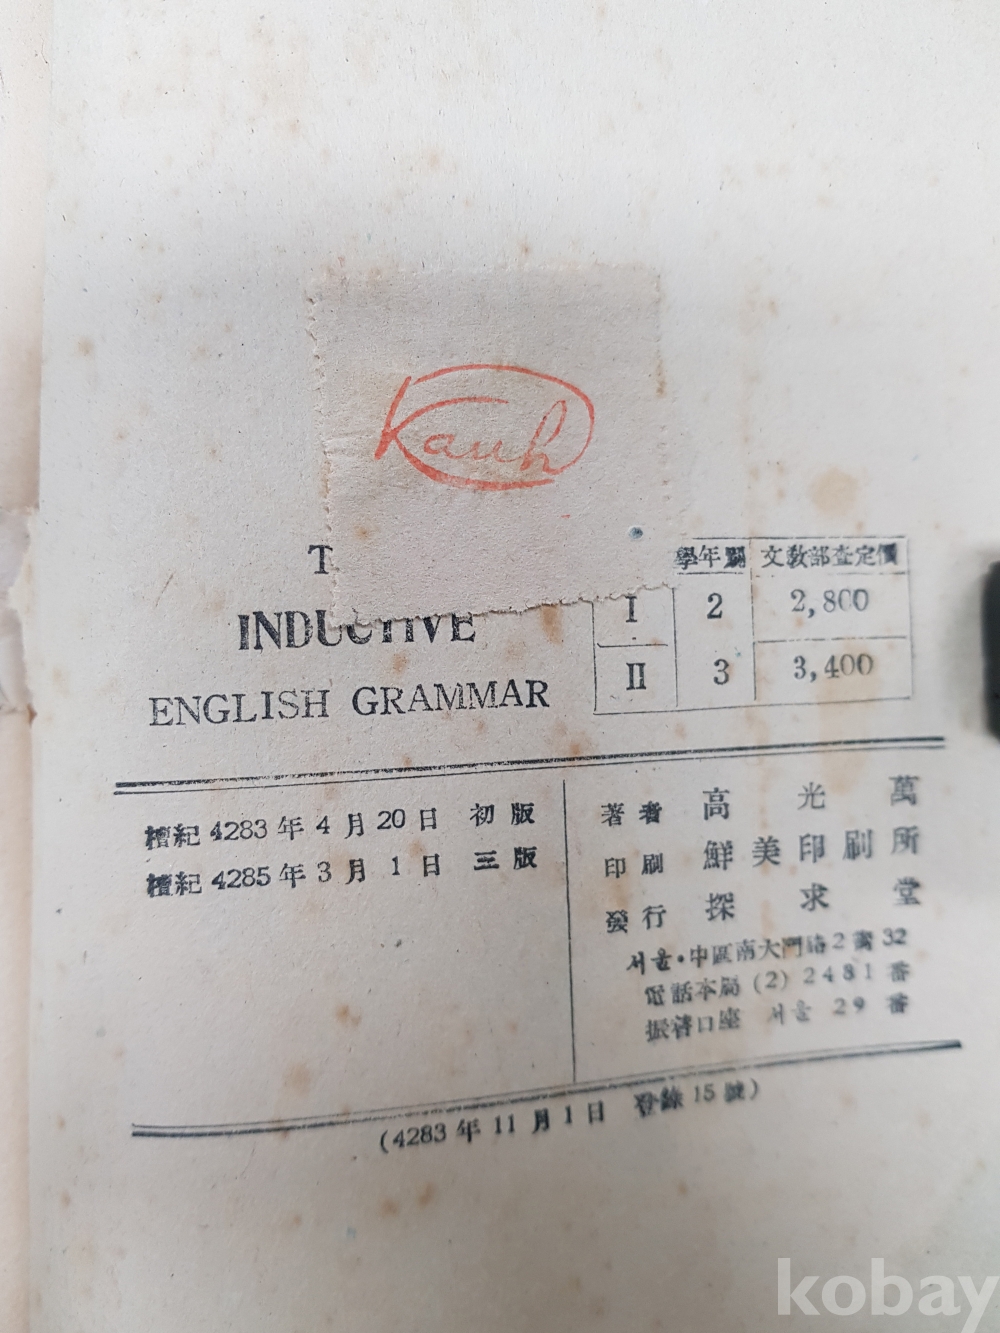 Kauh
T
INDUCTIVE
ENGLISH GRAMMAR
學年 文敎部査定價
I 2 2,800
II 3 3,400
檀紀 4283 年 4 月 20 日 初 版
檀紀 4285 年 3 月 1 日 三 版
著 者 高 光 萬
印 刷 鮮 美 印 刷 所
發 行 探 求 堂
서울・中區南大門路 2 32
電話本局 (2) 2481 番
振替口座 서울 29 番
(4283 年 11 月 1 日 登錄 15 號)
kobay